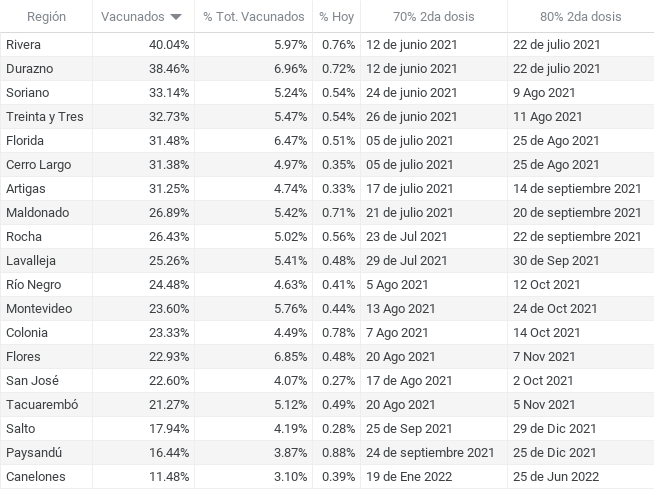 Región Vacunados % Tot. Vacunados % Hoy 70% 2da dosis 80% 2da dosis
Rivera 40.04% 5.97% 0.76% 12 de junio 2021 22 de julio 2021
Durazno 38.46% 6.96% 0.72% 12 de junio 2021 22 de julio 2021
Soriano 33.14% 5.24% 0.54% 24 de junio 2021 9 Ago 2021
Treinta y Tres 32.73% 5.47% 0.54% 26 de junio 2021 11 Ago 2021
Florida 31.48% 6.47% 0.51% 05 de julio 2021 25 de Ago 2021
Cerro Largo 31.38% 4.97% 0.35% 05 de julio 2021 25 de Ago 2021
Artigas 31.25% 4.74% 0.33% 17 de julio 2021 14 de septiembre 2021
Maldonado 26.89% 5.42% 0.71% 21 de julio 2021 20 de septiembre 2021
Rocha 26.43% 5.02% 0.56% 23 de Jul 2021 22 de septiembre 2021
Lavalleja 25.26% 5.41% 0.48% 29 de Jul 2021 30 de Sep 2021
Río Negro 24.48% 4.63% 0.41% 5 Ago 2021 12 Oct 2021
Montevideo 23.60% 5.76% 0.44% 13 Ago 2021 24 de Oct 2021
Colonia 23.33% 4.49% 0.78% 7 Ago 2021 14 Oct 2021
Flores 22.93% 6.85% 0.48% 20 Ago 2021 7 Nov 2021
San José 22.60% 4.07% 0.27% 17 de Ago 2021 2 Oct 2021
Tacuarembó 21.27% 5.12% 0.49% 20 Ago 2021 5 Nov 2021
Salto 17.94% 4.19% 0.28% 25 de Sep 2021 29 de Dic 2021
Paysandú 16.44% 3.87% 0.88% 24 de septiembre 2021 25 de Dic 2021
Canelones 11.48% 3.10% 0.39% 19 de Ene 2022 25 de Jun 2022